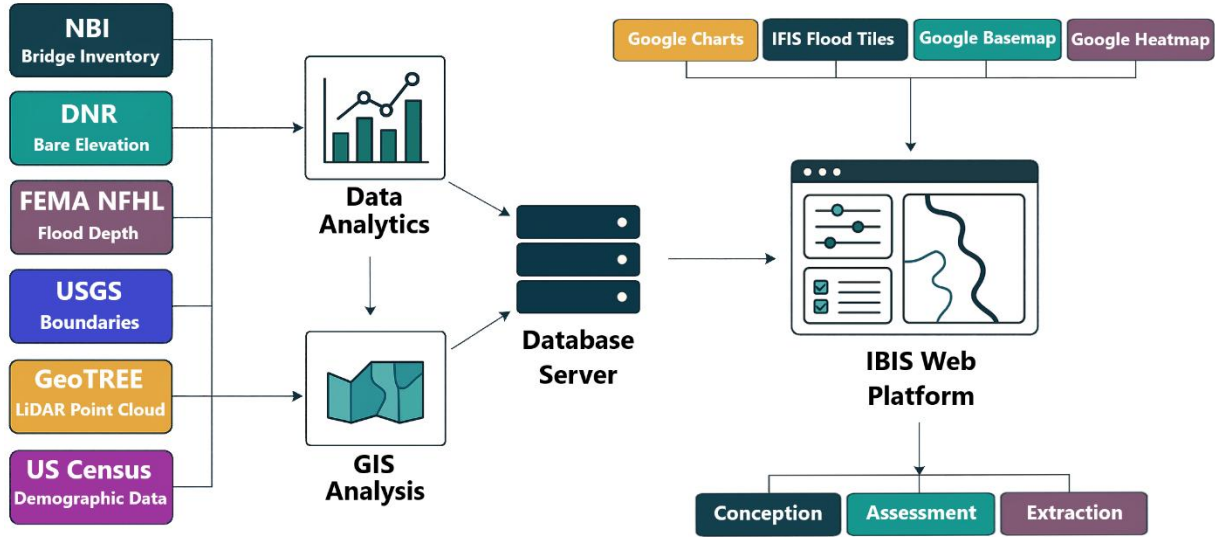 NBI
Bridge Inventory
DNR
Bare Elevation
FEMA NFHL
Flood Depth
USGS
Boundaries
GeoTREE
LiDAR Point Cloud
US Census
Demographic Data
Data
Analytics
GIS
Analysis
Database
Server
Google Charts
IFIS Flood Tiles
Google Basemap
Google Heatmap
IBIS Web
Platform
Conception
Assessment
Extraction